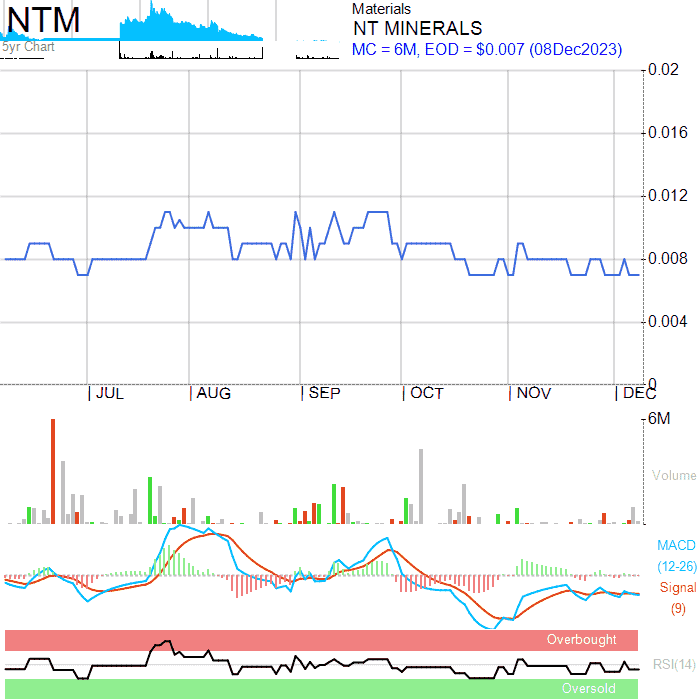 NTM
5yr Chart
Materials
NT MINERALS
MC = 6M, EOD = $0.007 (08Dec2023)
0.02
0.016
0.012
0.008
0.004
0
JUL AUG SEP OCT NOV DEC
6M
Volume
MACD
(12-26)
Signal
(9)
Overbought
RSI(14)
Oversold